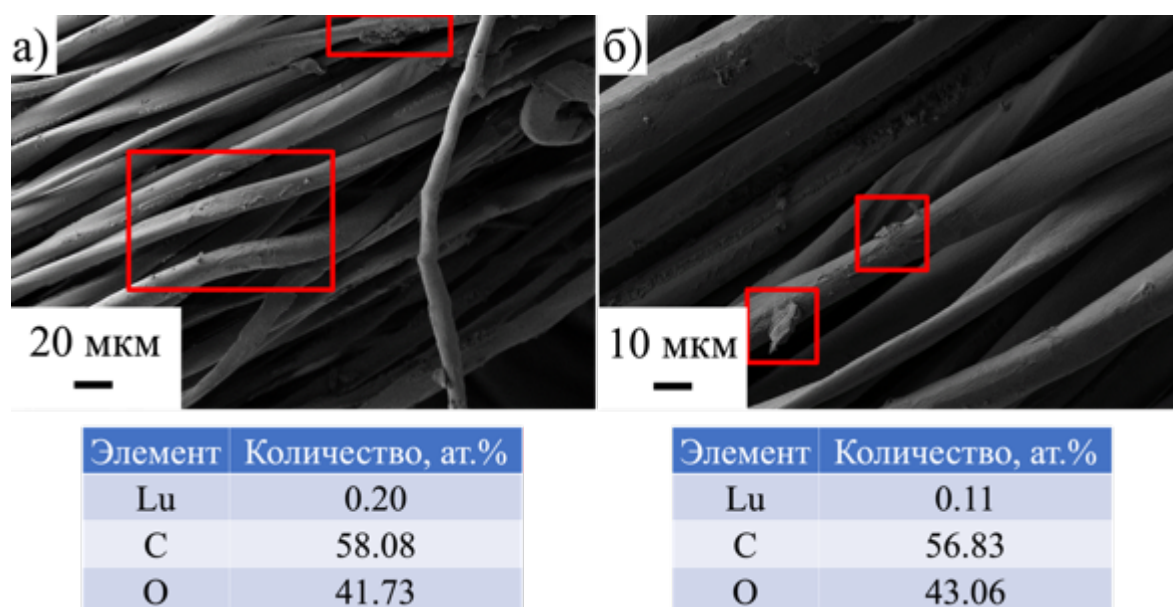 а)
б)
20 мкм
10 мкм
Элемент Количество, ат.%
Lu 0.20
C 58.08
O 41.73
Элемент Количество, ат.%
Lu 0.11
C 56.83
O 43.06